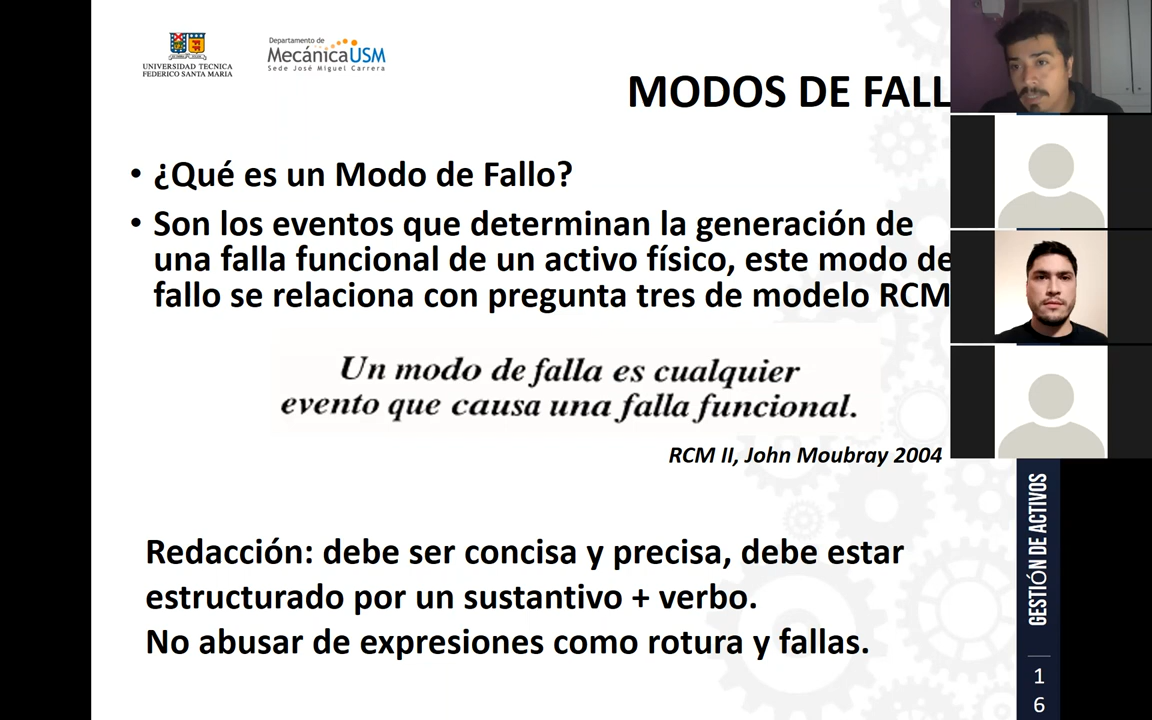 UNIVERSIDAD TECNICA
FEDERICO SANTA MARIA
Departamento de
MecánicaUSM
Sede José Miguel Carrera
MODOS DE FALL
• ¿Qué es un Modo de Fallo?
• Son los eventos que determinan la generación de
una falla funcional de un activo físico, este modo de
fallo se relaciona con pregunta tres de modelo RCM
Un modo de falla es cualquier
evento que causa una falla funcional.
RCM II, John Moubray 2004
Redacción: debe ser concisa y precisa, debe estar
estructurado por un sustantivo + verbo.
No abusar de expresiones como rotura y fallas.
GESTIÓN DE ACTIVOS
1
6